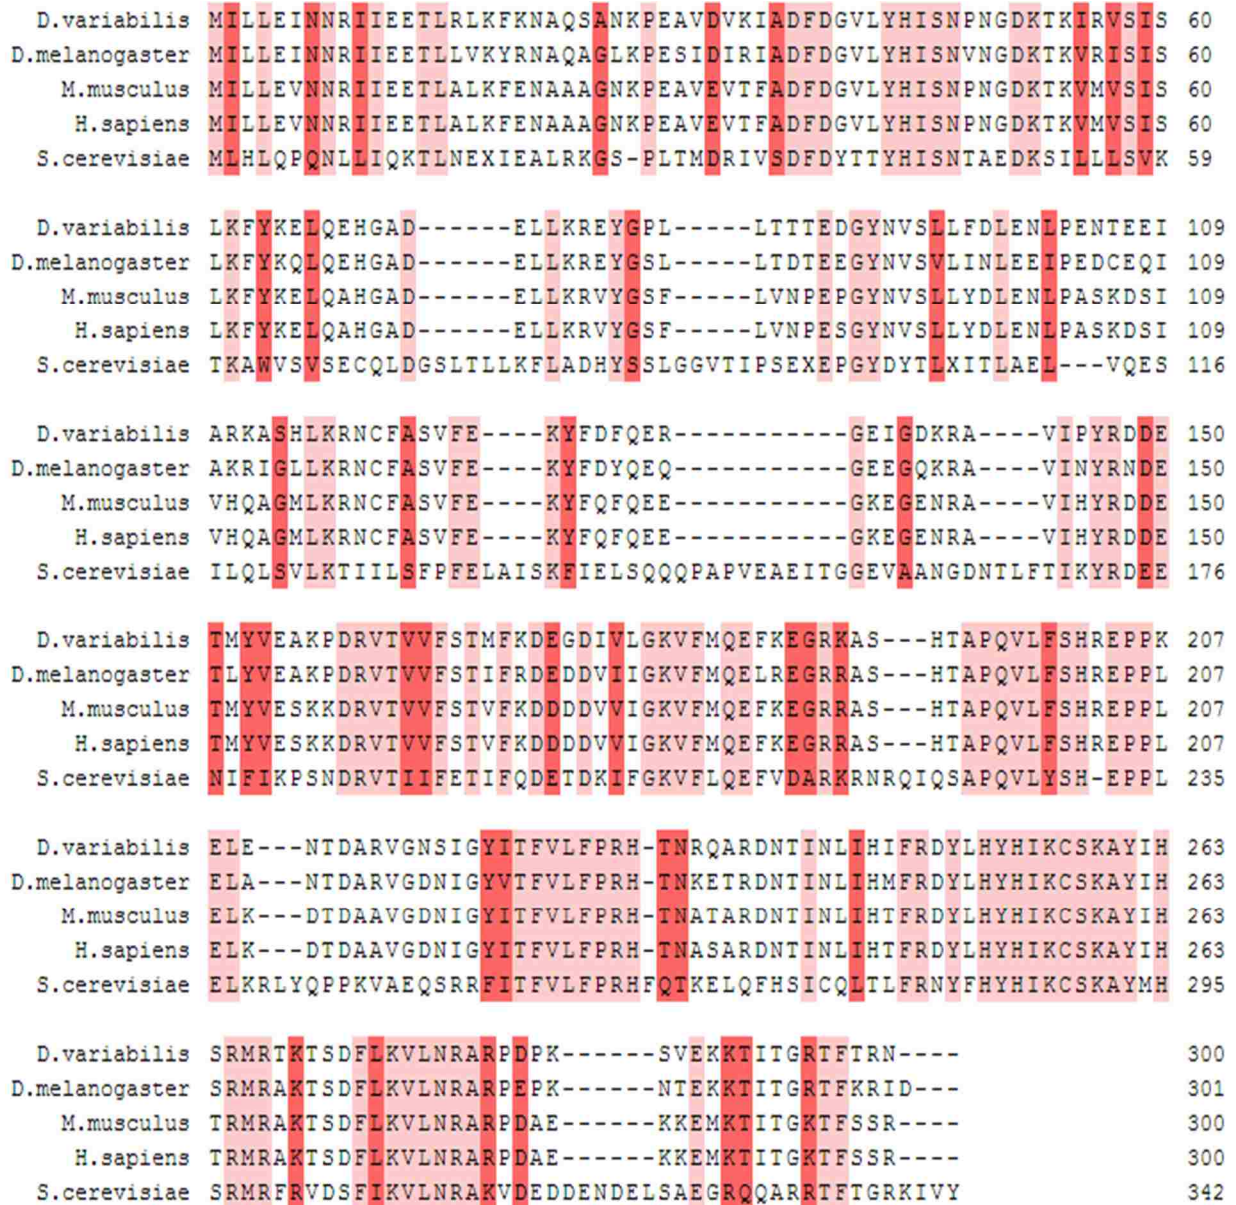 D.variabilis MILLEINNRIIEETLRLKFKNAQSANKPEAVDVKIADFDGVLYHISNPNGDKTKIRVSIS 60
D.melanogaster MILLEINNRIIEETLLVKYRNAQAGLKPESIDIRIADFDGVLYHISNVNGDKTKVRISIS 60
M.musculus MILLEVNNRIIEETLALKFENAAAGNKPEAVEVTFADFDGVLYHISNPNGDKTKVMVSIS 60
H.sapiens MILLEVNNRIIEETLALKFENAAAGNKPEAVEVTFADFDGVLYHISNPNGDKTKVMVSIS 60
S.cerevisiae MLHLQPQNLLIQKTLNEXIEALRKGS-PLTMDRIVSDFDYTTYHISNTAEDKSILLLSVK 59
D.variabilis LKFYKELQEHGAD------ELLKREYGPL-----LTTTEDGYNVSLLFDLENLPENTEEI 109
D.melanogaster LKFYKQLQEHGAD------ELLKREYGSL-----LTDTEEGYNVSVLINLEEIPEDCEQI 109
M.musculus LKFYKELQAHGAD------ELLKRVYGSF-----LVNPEPGYNVSLLYDLENLPASKDSI 109
H.sapiens LKFYKELQAHGAD------ELLKRVYGSF-----LVNPESGYNVSLLYDLENLPASKDSI 109
S.cerevisiae TKAWVSVSECQLDGSLTLLKFLADHYSSLGGVTIPSEXEPGYDYTLXITLAEL---VQES 116
D.variabilis ARKASHLKRNCFASVFE----KYFDFQER-----------GEIGDKRA----VIPYRDDE 150
D.melanogaster AKRIGLLKRNCFASVFE----KYFDYQEQ-----------GEEGQKRA----VINYRNDE 150
M.musculus VHQAGMLKRNCFASVFE----KYFQFQEE-----------GKEGENRA----VIHYRDDE 150
H.sapiens VHQAGMLKRNCFASVFE----KYFQFQEE-----------GKEGENRA----VIHYRDDE 150
S.cerevisiae ILQLSVLKTIILSFPFELAISKFIELSQQQPAPVEAEITGGEVAANGDNTLFTIKYRDEE 176
D.variabilis TMYVEAKPDRVTVVFSTMFKDEGDIVLGKVFMQEFKEGRKAS---HTAPQVLFSHREPPK 207
D.melanogaster TLYVEAKPDRVTVVFSTIFRDEDDVIIGKVFMQELREGRRAS---HTAPQVLFSHREPPL 207
M.musculus TMYVESKKDRVTVVFSTVFKDDDDVVIGKVFMQEFKEGRRAS---HTAPQVLFSHREPPL 207
H.sapiens TMYVESKKDRVTVVFSTVFKDDDDVVIGKVFMQEFKEGRRAS---HTAPQVLFSHREPPL 207
S.cerevisiae NIFIKPSNDRVTIIFETIFQDETDKIFGKVFLQEFVDARKRNRQIQSAPQVLYSH-EPPL 235
D.variabilis ELE---NTDARVGNSIGYITFVLFPRH-TNRQARDNTINLIHIFRDYLHYHIKCSKAYIH 263
D.melanogaster ELA---NTDARVGDNIGYVTFVLFPRH-TNKETRDNTINLIHMFRDYLHYHIKCSKAYIH 263
M.musculus ELK---DTDAAVGDNIGYITFVLFPRH-TNATARDNTINLIHTFRDYLHYHIKCSKAYIH 263
H.sapiens ELK---DTDAAVGDNIGYITFVLFPRH-TNASARDNTINLIHTFRDYLHYHIKCSKAYIH 263
S.cerevisiae ELKRLYQPPKVAEQSRRFITFVLFPRHFQTKELQFHSICQLTLFRNYFHYHIKCSKAYMH 295
D.variabilis SRMRTKTSDFLKVLNRARPDPK------SVEKKTITGRTFTRN---- 300
D.melanogaster SRMRAKTSDFLKVLNRARPEPK------NTEKKTITGRTFKRID--- 301
M.musculus TRMRAKTSDFLKVLNRARPDAE------KKEMKTITGKTFSSR---- 300
H.sapiens TRMRAKTSDFLKVLNRARPDAE------KKEMKTITGKTFSSR---- 300
S.cerevisiae SRMRFRVDSFIKVLNRAKVDEDDENDELSAEGRQQARRTFTGRKIVY 342